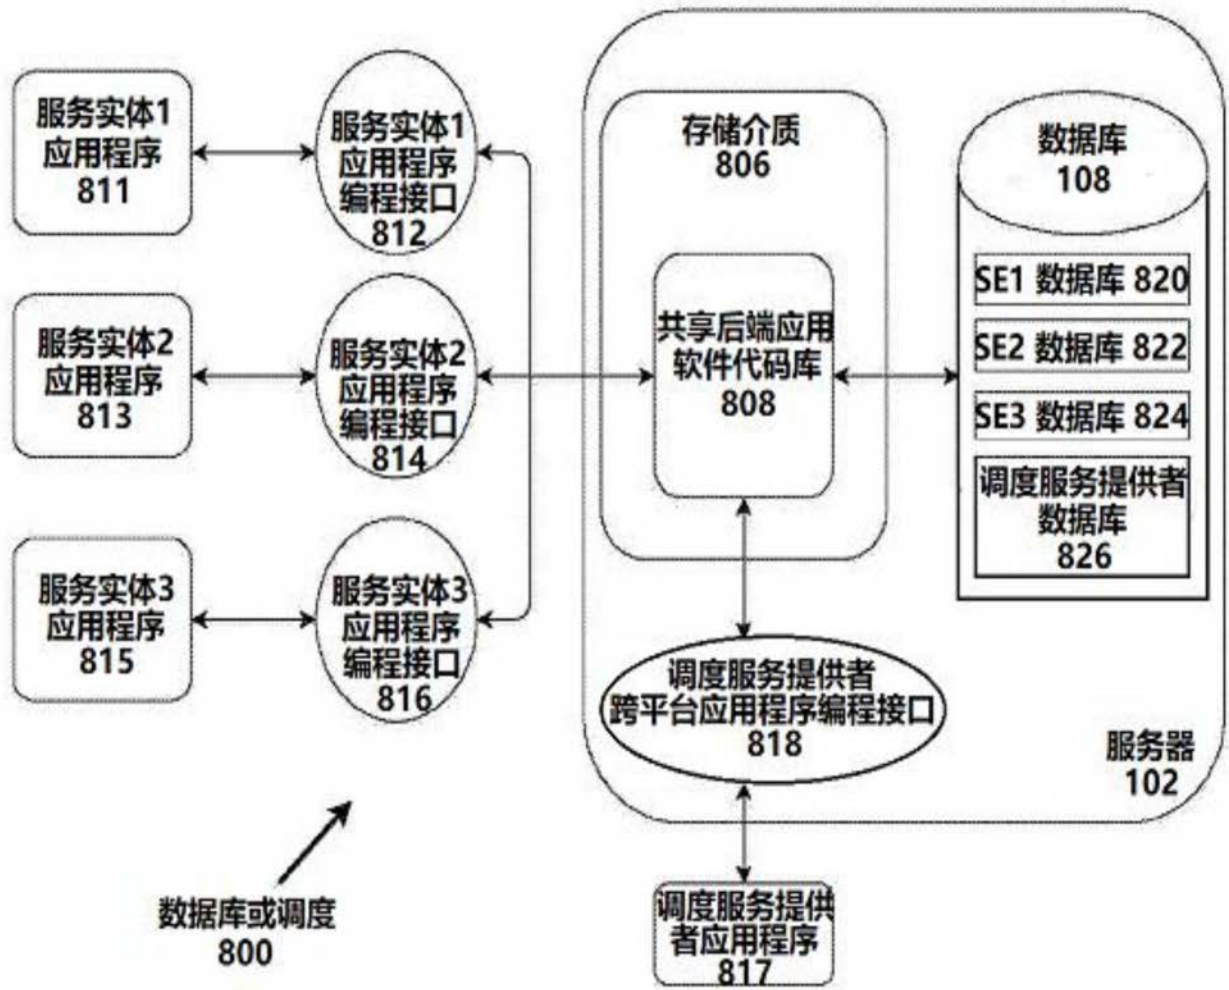 服务实体1
应用程序
811
服务实体1
应用程序
编程接口
812
服务实体2
应用程序
813
服务实体2
应用程序
编程接口
814
服务实体3
应用程序
815
服务实体3
应用程序
编程接口
816
存储介质
806
共享后端应用
软件代码库
808
数据库
108
SE1 数据库 820
SE2 数据库 822
SE3 数据库 824
调度服务提供者
数据库
826
调度服务提供者
跨平台应用程序编程接口
818
服务器
102
数据库或调度
800
调度服务提供
者应用程序
817